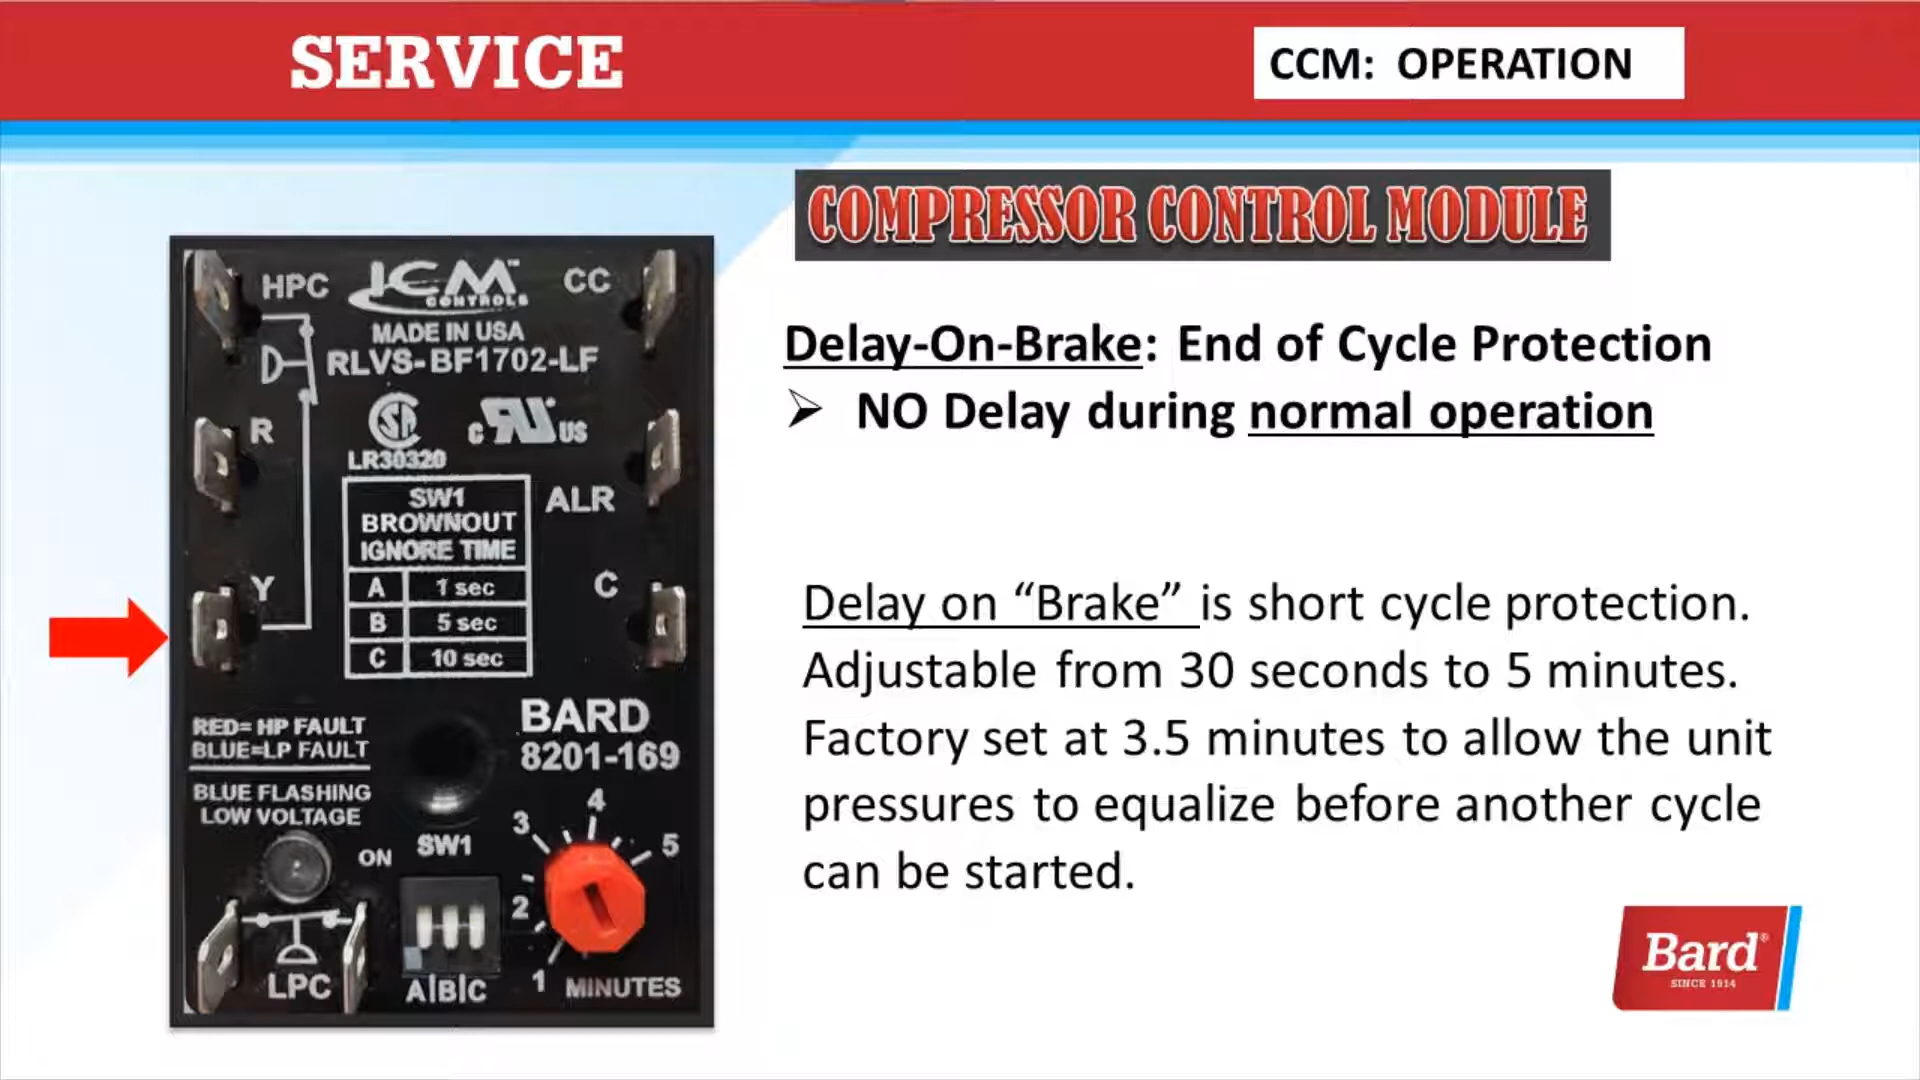 SERVICE
CCM: OPERATION
COMPRESSOR CONTROL MODULE
HPC
ICM™
CONTROLS
CC
MADE IN USA
RLVS-BF1702-LF
R
SA
c RU US
LR30320
SW1
BROWNOUT
IGNORE TIME
A 1 sec
B 5 sec
C 10 sec
ALR
Y
C
RED= HP FAULT
BLUE=LP FAULT
BLUE FLASHING
LOW VOLTAGE
BARD
8201-169
ON
SW1
1
2
3
4
5
MINUTES
LPC
A|B|C
Delay-On-Brake: End of Cycle Protection
➢ NO Delay during normal operation
Delay on “Brake” is short cycle protection.
Adjustable from 30 seconds to 5 minutes.
Factory set at 3.5 minutes to allow the unit
pressures to equalize before another cycle
can be started.
Bard®
SINCE 1914